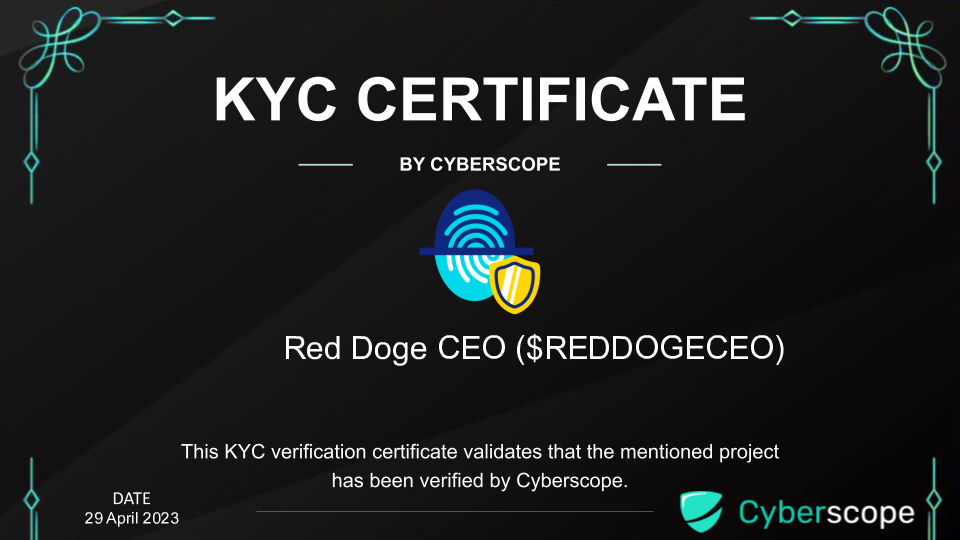 KYC CERTIFICATE
BY CYBERSCOPE
Red Doge CEO ($REDDOGECEO)
This KYC verification certificate validates that the mentioned project
has been verified by Cyberscope.
DATE
29 April 2023
Cyberscope